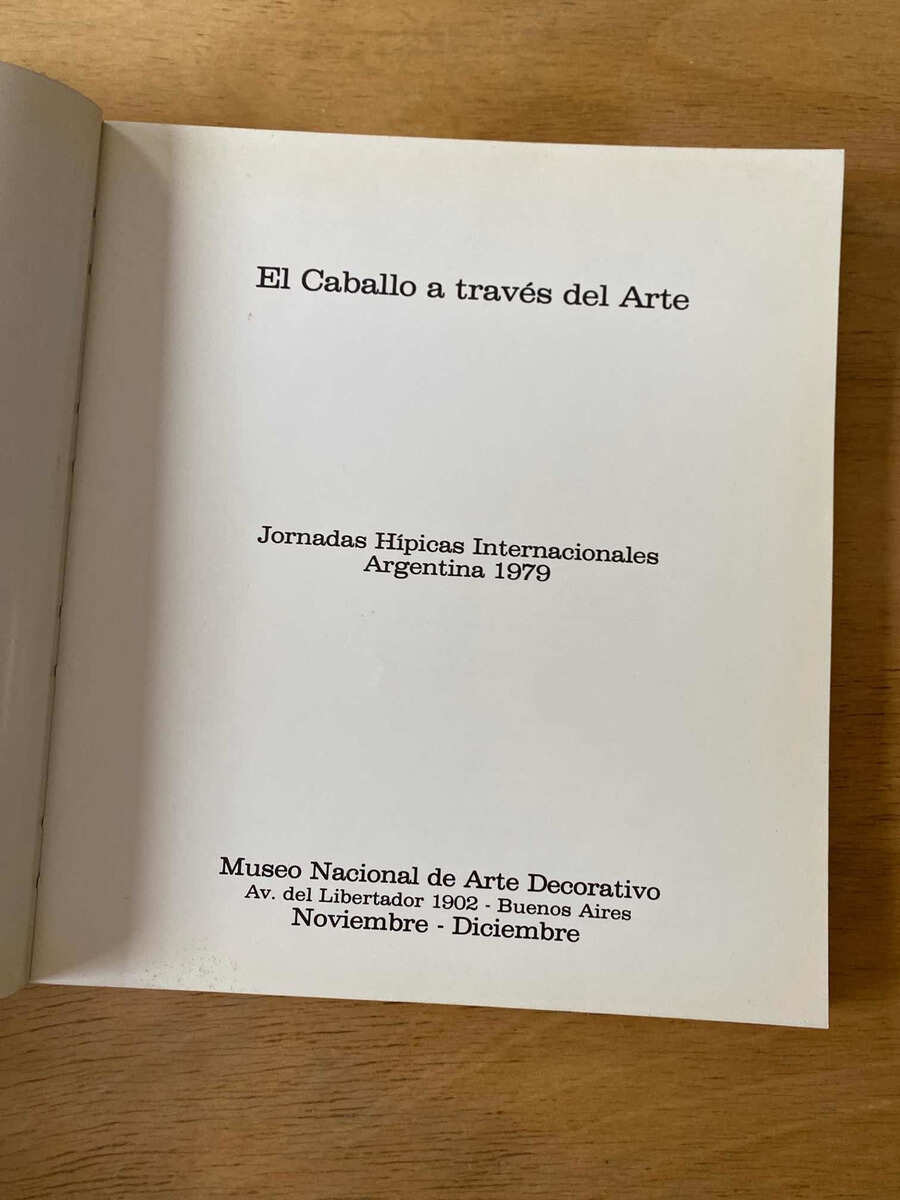 El Caballo a través del Arte
Jornadas Hípicas Internacionales
Argentina 1979
Museo Nacional de Arte Decorativo
Av. del Libertador 1902 - Buenos Aires
Noviembre - Diciembre